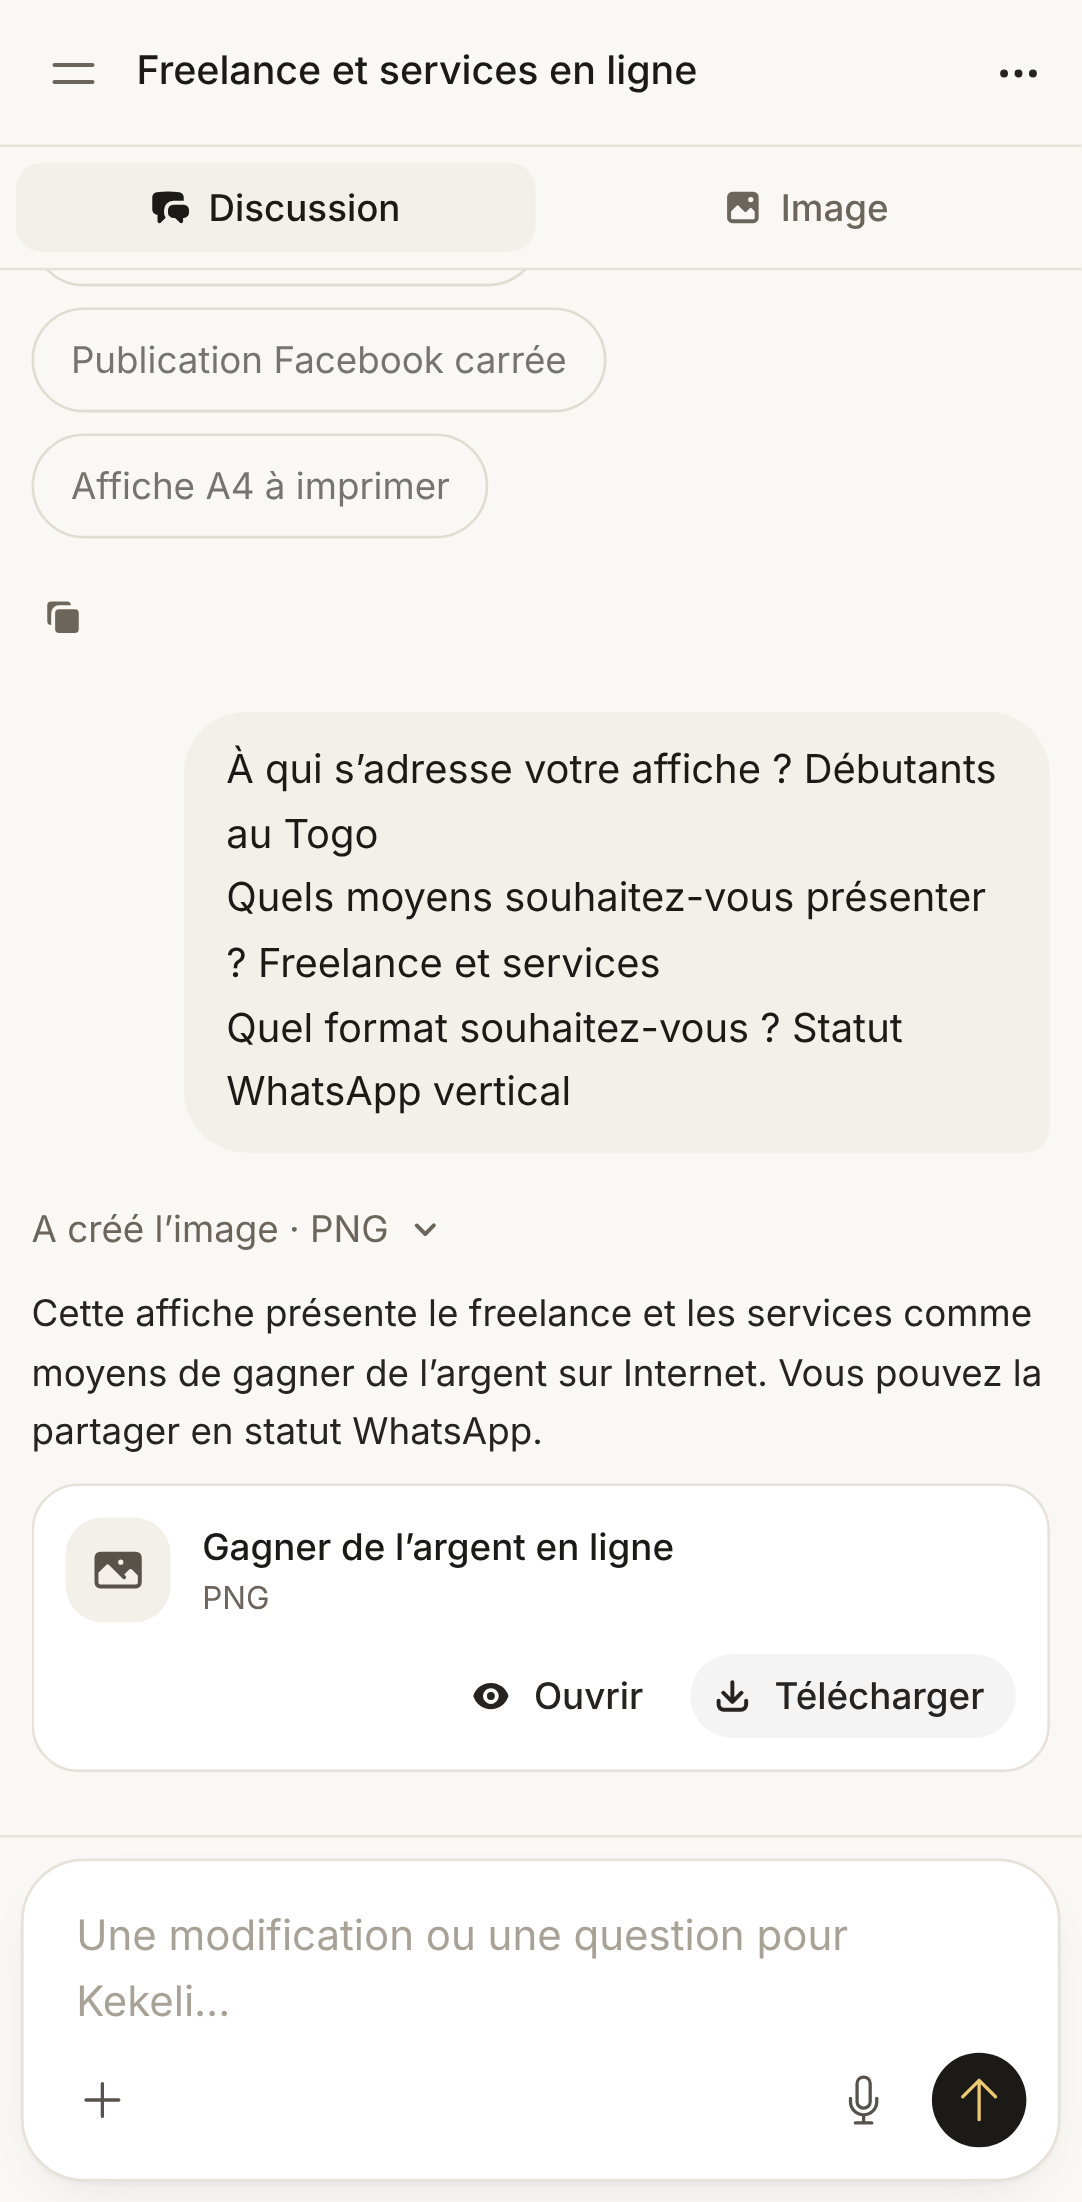 Freelance et services en ligne
Discussion
Image
Publication Facebook carrée
Affiche A4 à imprimer
À qui s’adresse votre affiche ? Débutants
au Togo
Quels moyens souhaitez-vous présenter
? Freelance et services
Quel format souhaitez-vous ? Statut
WhatsApp vertical
A créé l’image · PNG
Cette affiche présente le freelance et les services comme
moyens de gagner de l’argent sur Internet. Vous pouvez la
partager en statut WhatsApp.
Gagner de l’argent en ligne
PNG
Ouvrir
Télécharger
Une modification ou une question pour
Kekeli...